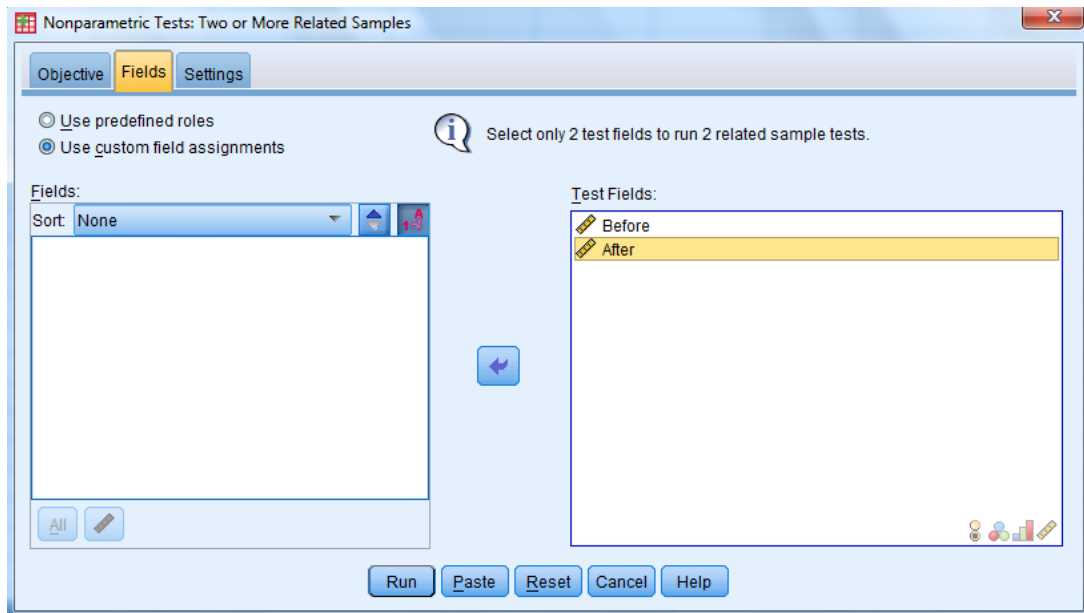 Nonparametric Tests: Two or More Related Samples
Objective Fields Settings
Use predefined roles
Use custom field assignments
Select only 2 test fields to run 2 related sample tests.
Fields:
Sort: None
Test Fields:
Before
After
All
Run Paste Reset Cancel Help